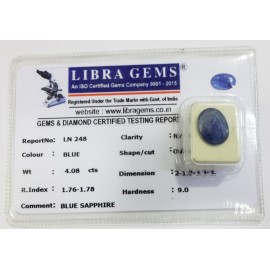 LIBRA GEMS
An ISO Certified Gems Company 9001 - 2015
Registered Under the Trade Marks with Govt. of India
website : www.libragems.co.in
GEMS & DIAMOND CERTIFIED TESTING REPORT
ReportNo: LN 248 Clarity
Colour : BLUE Shape/cut
Wt : 4.08 cts Dimension :
R.Index : 1.76-1.78 Hardness : 9.0
Comment : BLUE SAPPHIRE